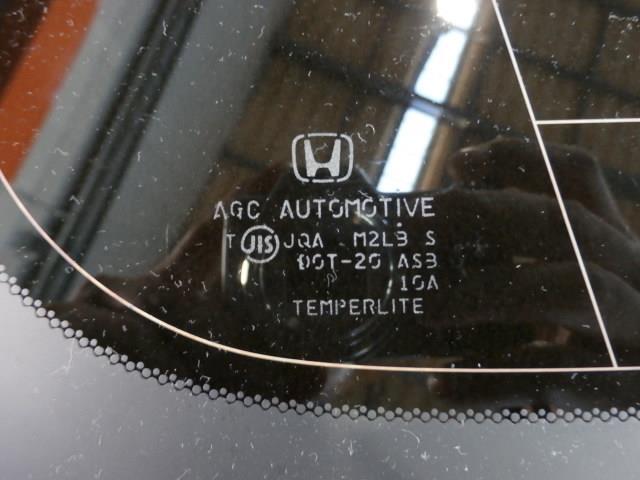 AGC AUTOMOTIVE
T JIS JQA M2L3 S
DOT-20 AS3
10A
TEMPERLITE